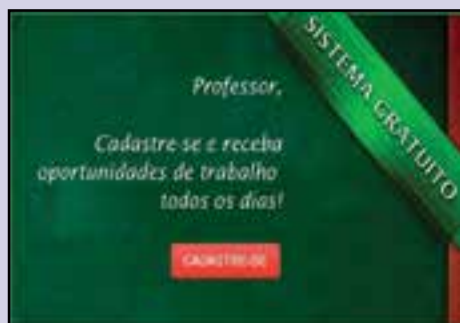 SISTEMA GRATUITO
Professor,
Cadastre-se e receba
oportunidades de trabalho
todos os dias!
CADASTRE-SE